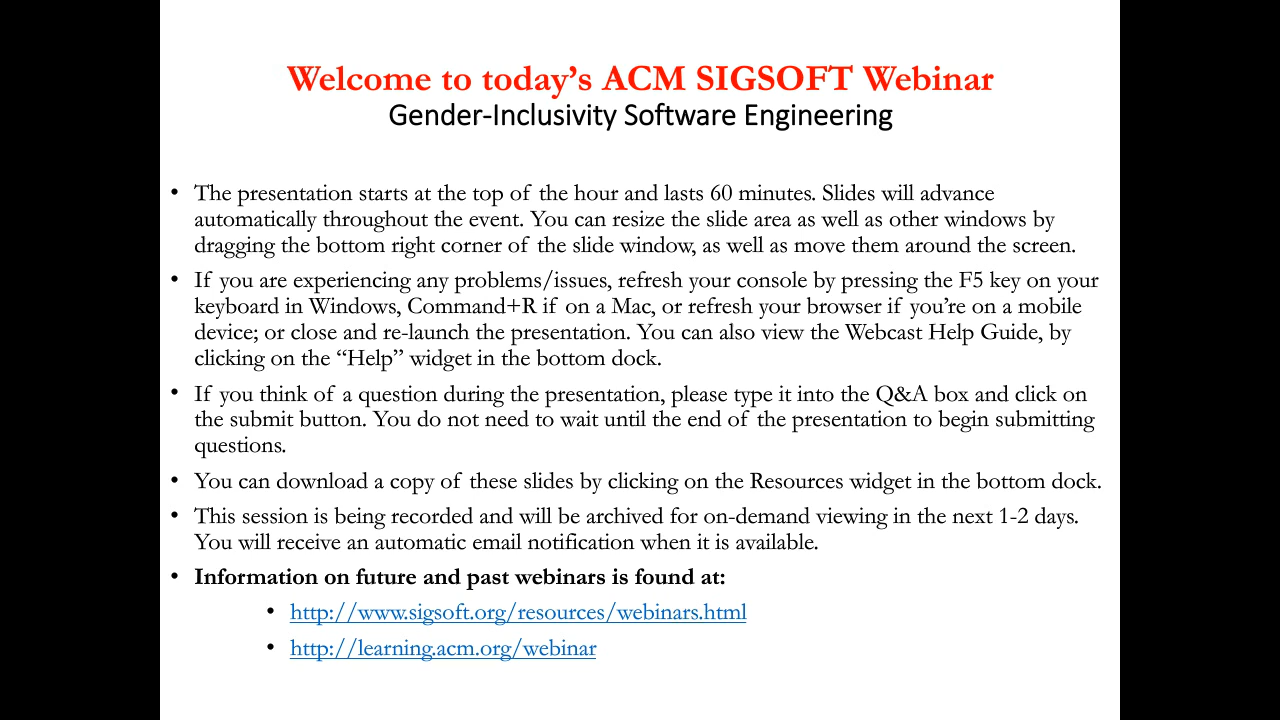 Welcome to today's ACM SIGSOFT Webinar
Gender-Inclusivity Software Engineering
• The presentation starts at the top of the hour and lasts 60 minutes. Slides will advance
automatically throughout the event. You can resize the slide area as well as other windows by
dragging the bottom right corner of the slide window, as well as move them around the screen.
• If you are experiencing any problems/issues, refresh your console by pressing the F5 key on your
keyboard in Windows, Command+R if on a Mac, or refresh your browser if you're on a mobile
device; or close and re-launch the presentation. You can also view the Webcast Help Guide, by
clicking on the “Help” widget in the bottom dock.
• If you think of a question during the presentation, please type it into the Q&A box and click on
the submit button. You do not need to wait until the end of the presentation to begin submitting
questions.
• You can download a copy of these slides by clicking on the Resources widget in the bottom dock.
• This session is being recorded and will be archived for on-demand viewing in the next 1-2 days.
You will receive an automatic email notification when it is available.
• Information on future and past webinars is found at:
• http://www.sigsoft.org/resources/webinars.html
• http://learning.acm.org/webinar